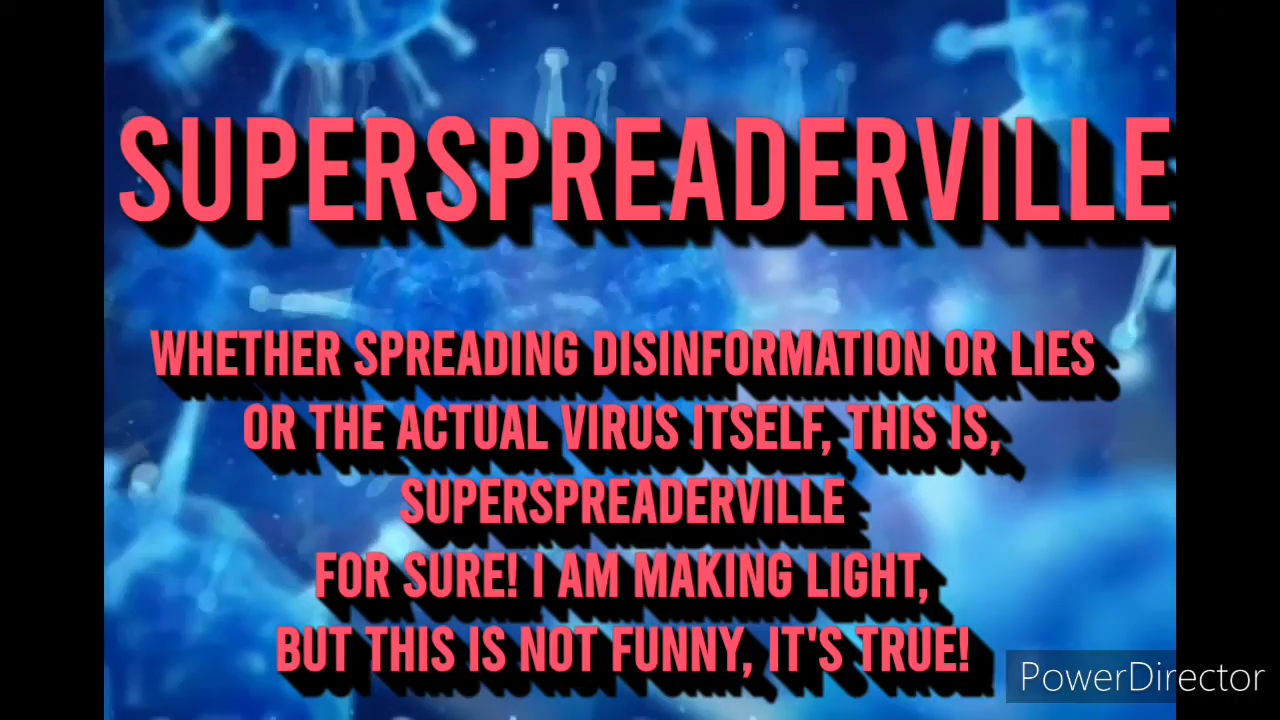 SUPERSPREADERVILLE
WHETHER SPREADING DISINFORMATION OR LIES
OR THE ACTUAL VIRUS ITSELF, THIS IS,
SUPERSPREADERVILLE
FOR SURE! I AM MAKING LIGHT,
BUT THIS IS NOT FUNNY, IT'S TRUE!
PowerDirector